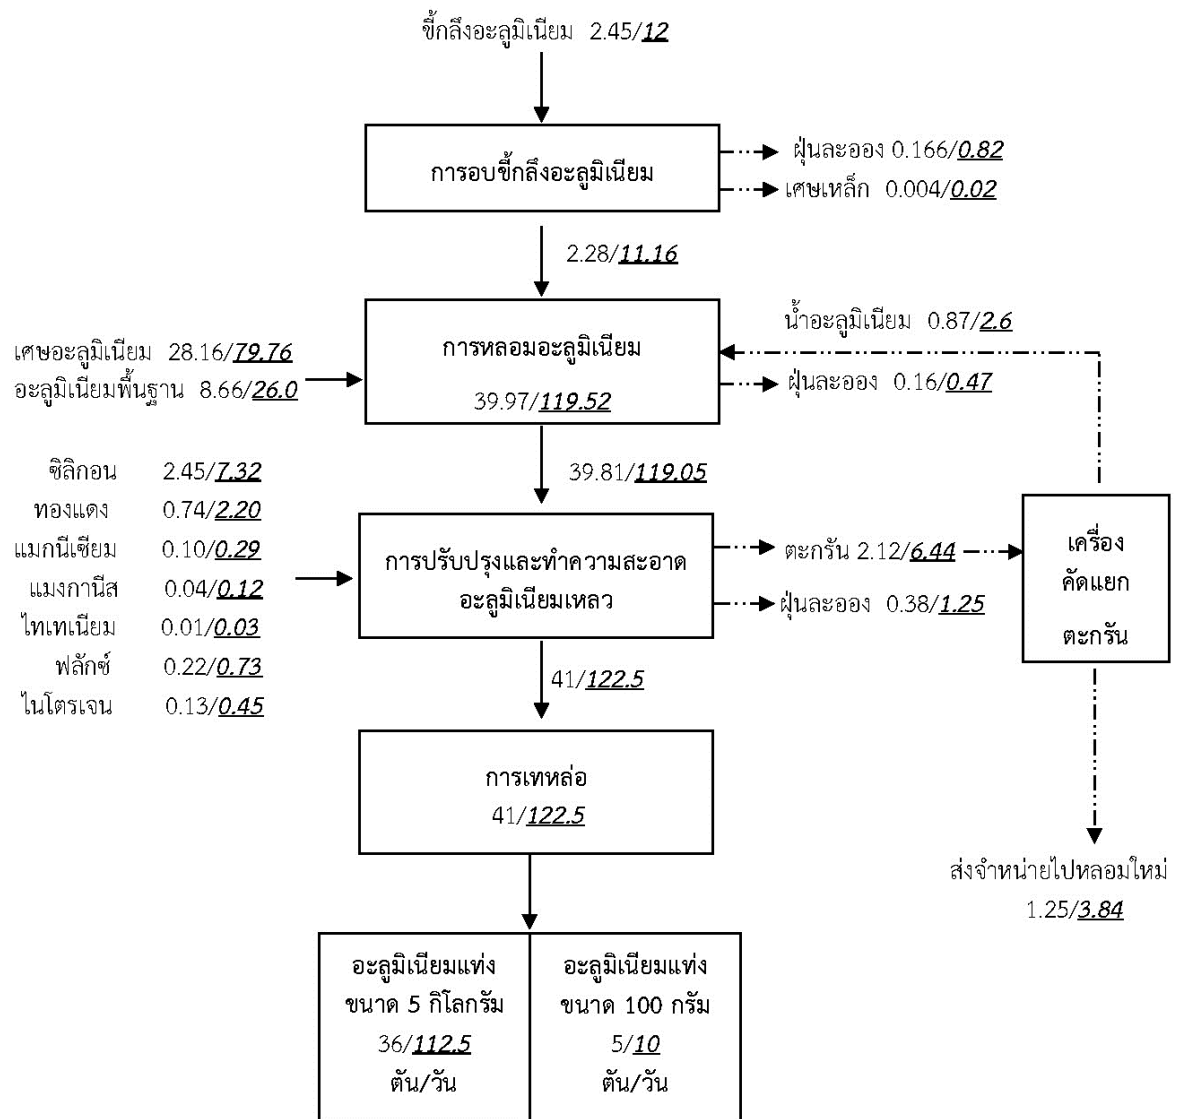 ขี้กลึงอะลูมิเนียม 2.45/12
การอบขี้กลึงอะลูมิเนียม
ฝุ่นละออง 0.166/0.82
เศษเหล็ก 0.004/0.02
2.28/11.16
เศษอะลูมิเนียม 28.16/79.76
อะลูมิเนียมพื้นฐาน 8.66/26.0
การหลอมอะลูมิเนียม
39.97/119.52
น้ำอะลูมิเนียม 0.87/2.6
ฝุ่นละออง 0.16/0.47
39.81/119.05
ซิลิกอน 2.45/7.32
ทองแดง 0.74/2.20
แมกนีเซียม 0.10/0.29
แมงกานีส 0.04/0.12
ไทเทเนียม 0.01/0.03
ฟลักซ์ 0.22/0.73
ไนโตรเจน 0.13/0.45
การปรับปรุงและทำความสะอาด
อะลูมิเนียมเหลว
ตะกรัน 2.12/6.44
ฝุ่นละออง 0.38/1.25
เครื่อง
คัดแยก
ตะกรัน
41/122.5
การเทหล่อ
41/122.5
ส่งจำหน่ายไปหลอมใหม่
1.25/3.84
อะลูมิเนียมแท่ง
ขนาด 5 กิโลกรัม
36/112.5
ตัน/วัน
อะลูมิเนียมแท่ง
ขนาด 100 กรัม
5/10
ตัน/วัน